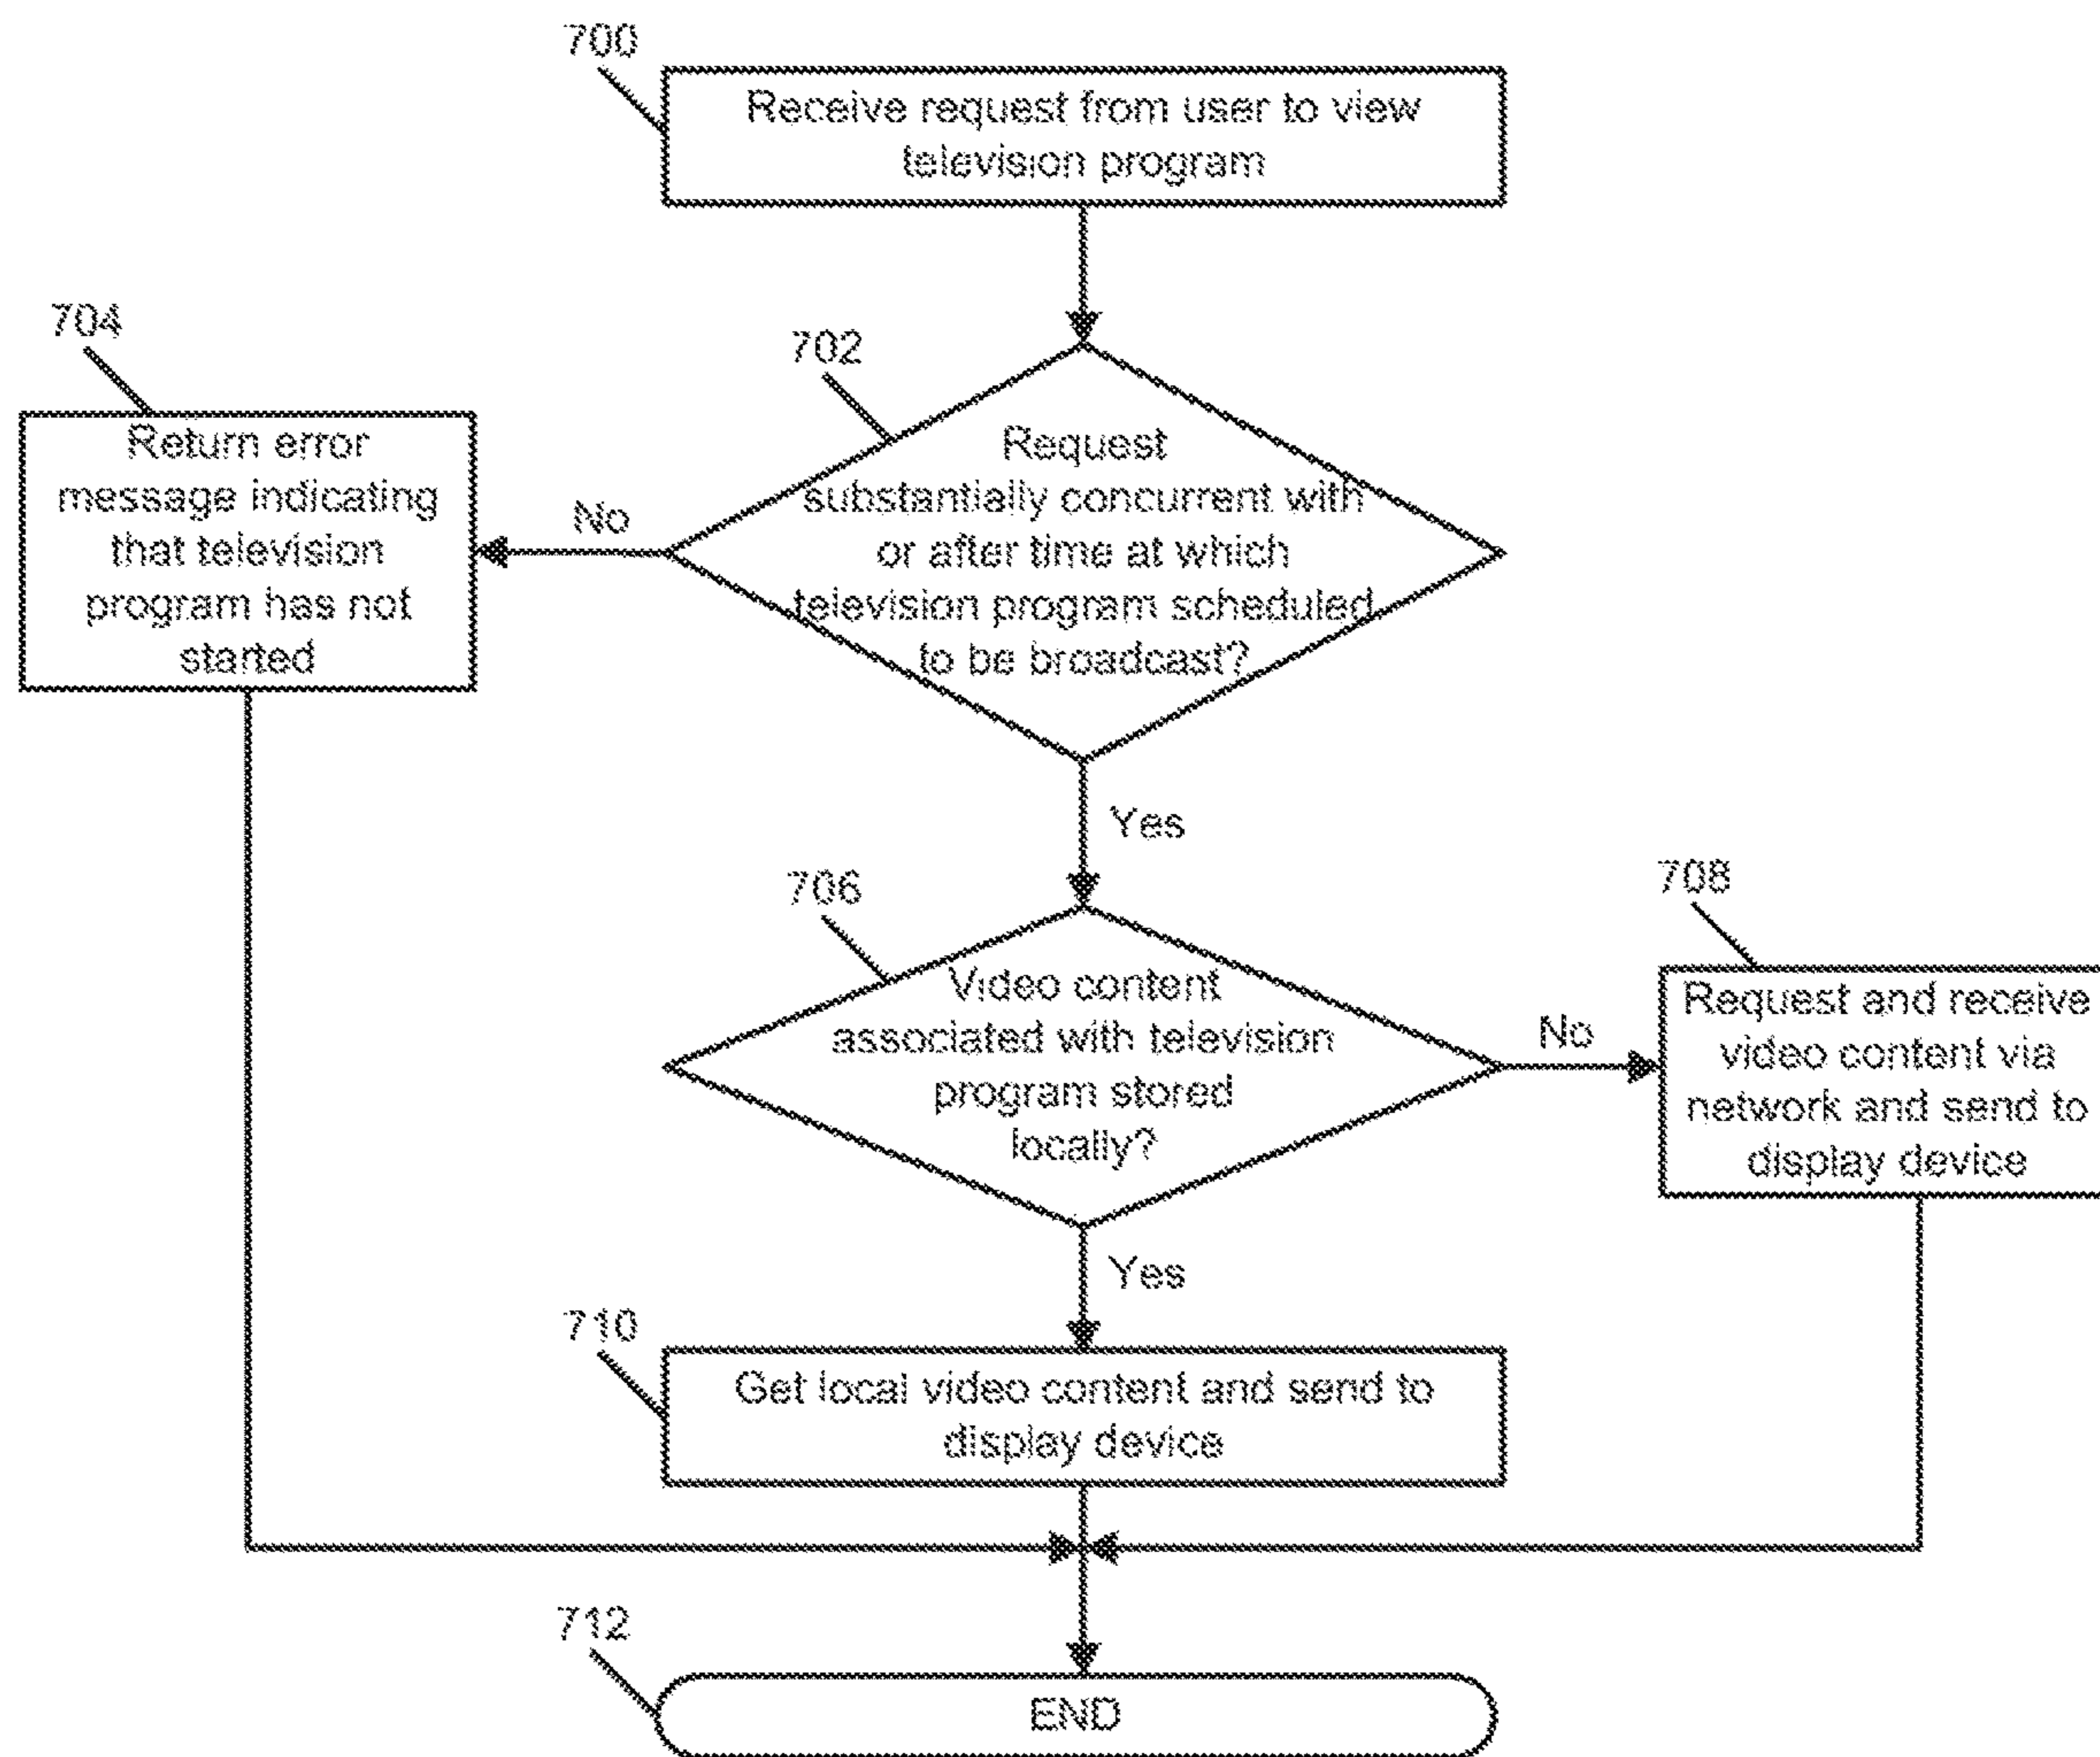 700
Receive request from user to view
television program
704
702
Return error
message indicating
that television
program has not
started
No
Request
substantially concurrent with
or after time at which
television program scheduled
to be broadcast?
Yes
706
708
Video content
associated with television
program stored
locally?
No
Request and receive
video content via
network and send to
display device
Yes
710
Get local video content and send to
display device
712
END